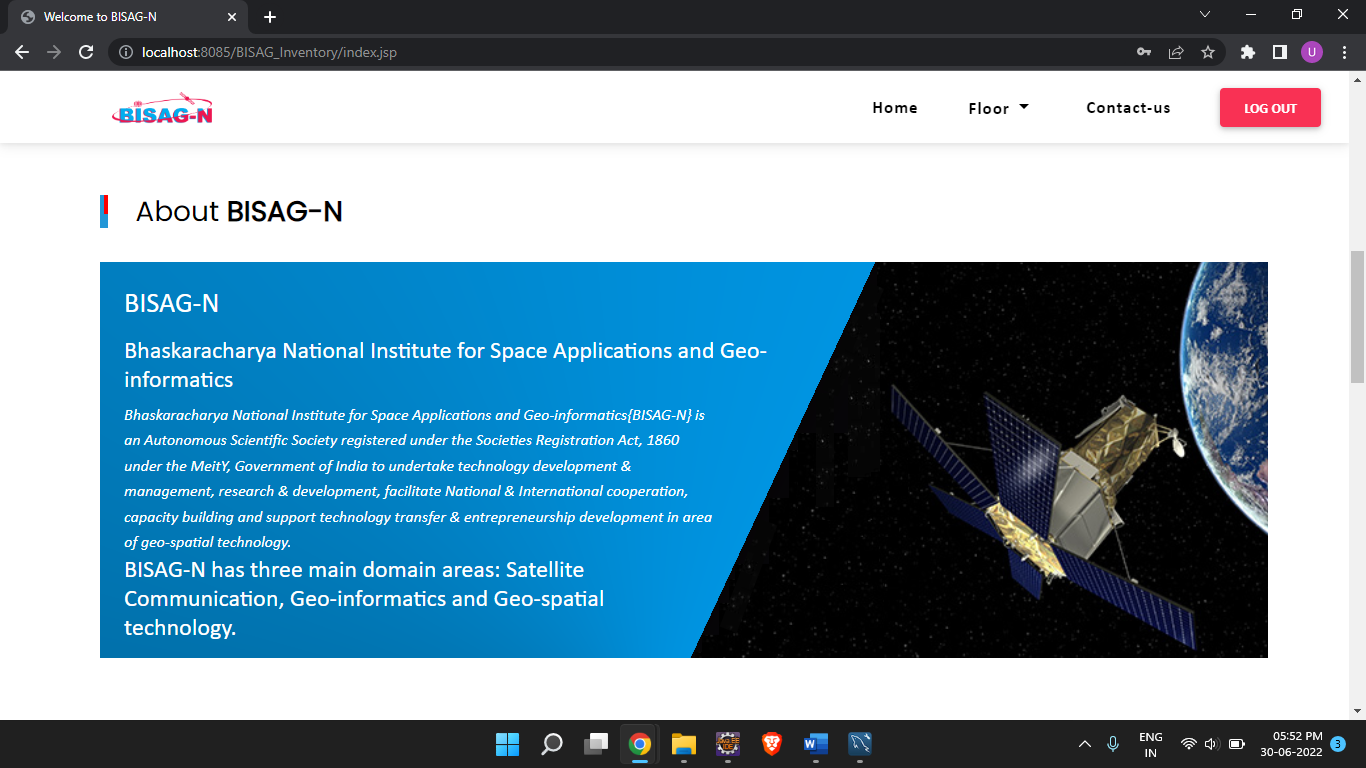 Welcome to BISAG-N
localhost:8085/BISAG_Inventory/index.jsp
U
BISAG-N
Home
Floor
Contact-us
LOG OUT
About BISAG-N
BISAG-N
Bhaskaracharya National Institute for Space Applications and Geo-
informatics
Bhaskaracharya National Institute for Space Applications and Geo-informatics{BISAG-N} is
an Autonomous Scientific Society registered under the Societies Registration Act, 1860
under the MeitY, Government of India to undertake technology development &
management, research & development, facilitate National & International cooperation,
capacity building and support technology transfer & entrepreneurship development in area
of geo-spatial technology.
BISAG-N has three main domain areas: Satellite
Communication, Geo-informatics and Geo-spatial
technology.
ENG
IN
05:52 PM
30-06-2022
3